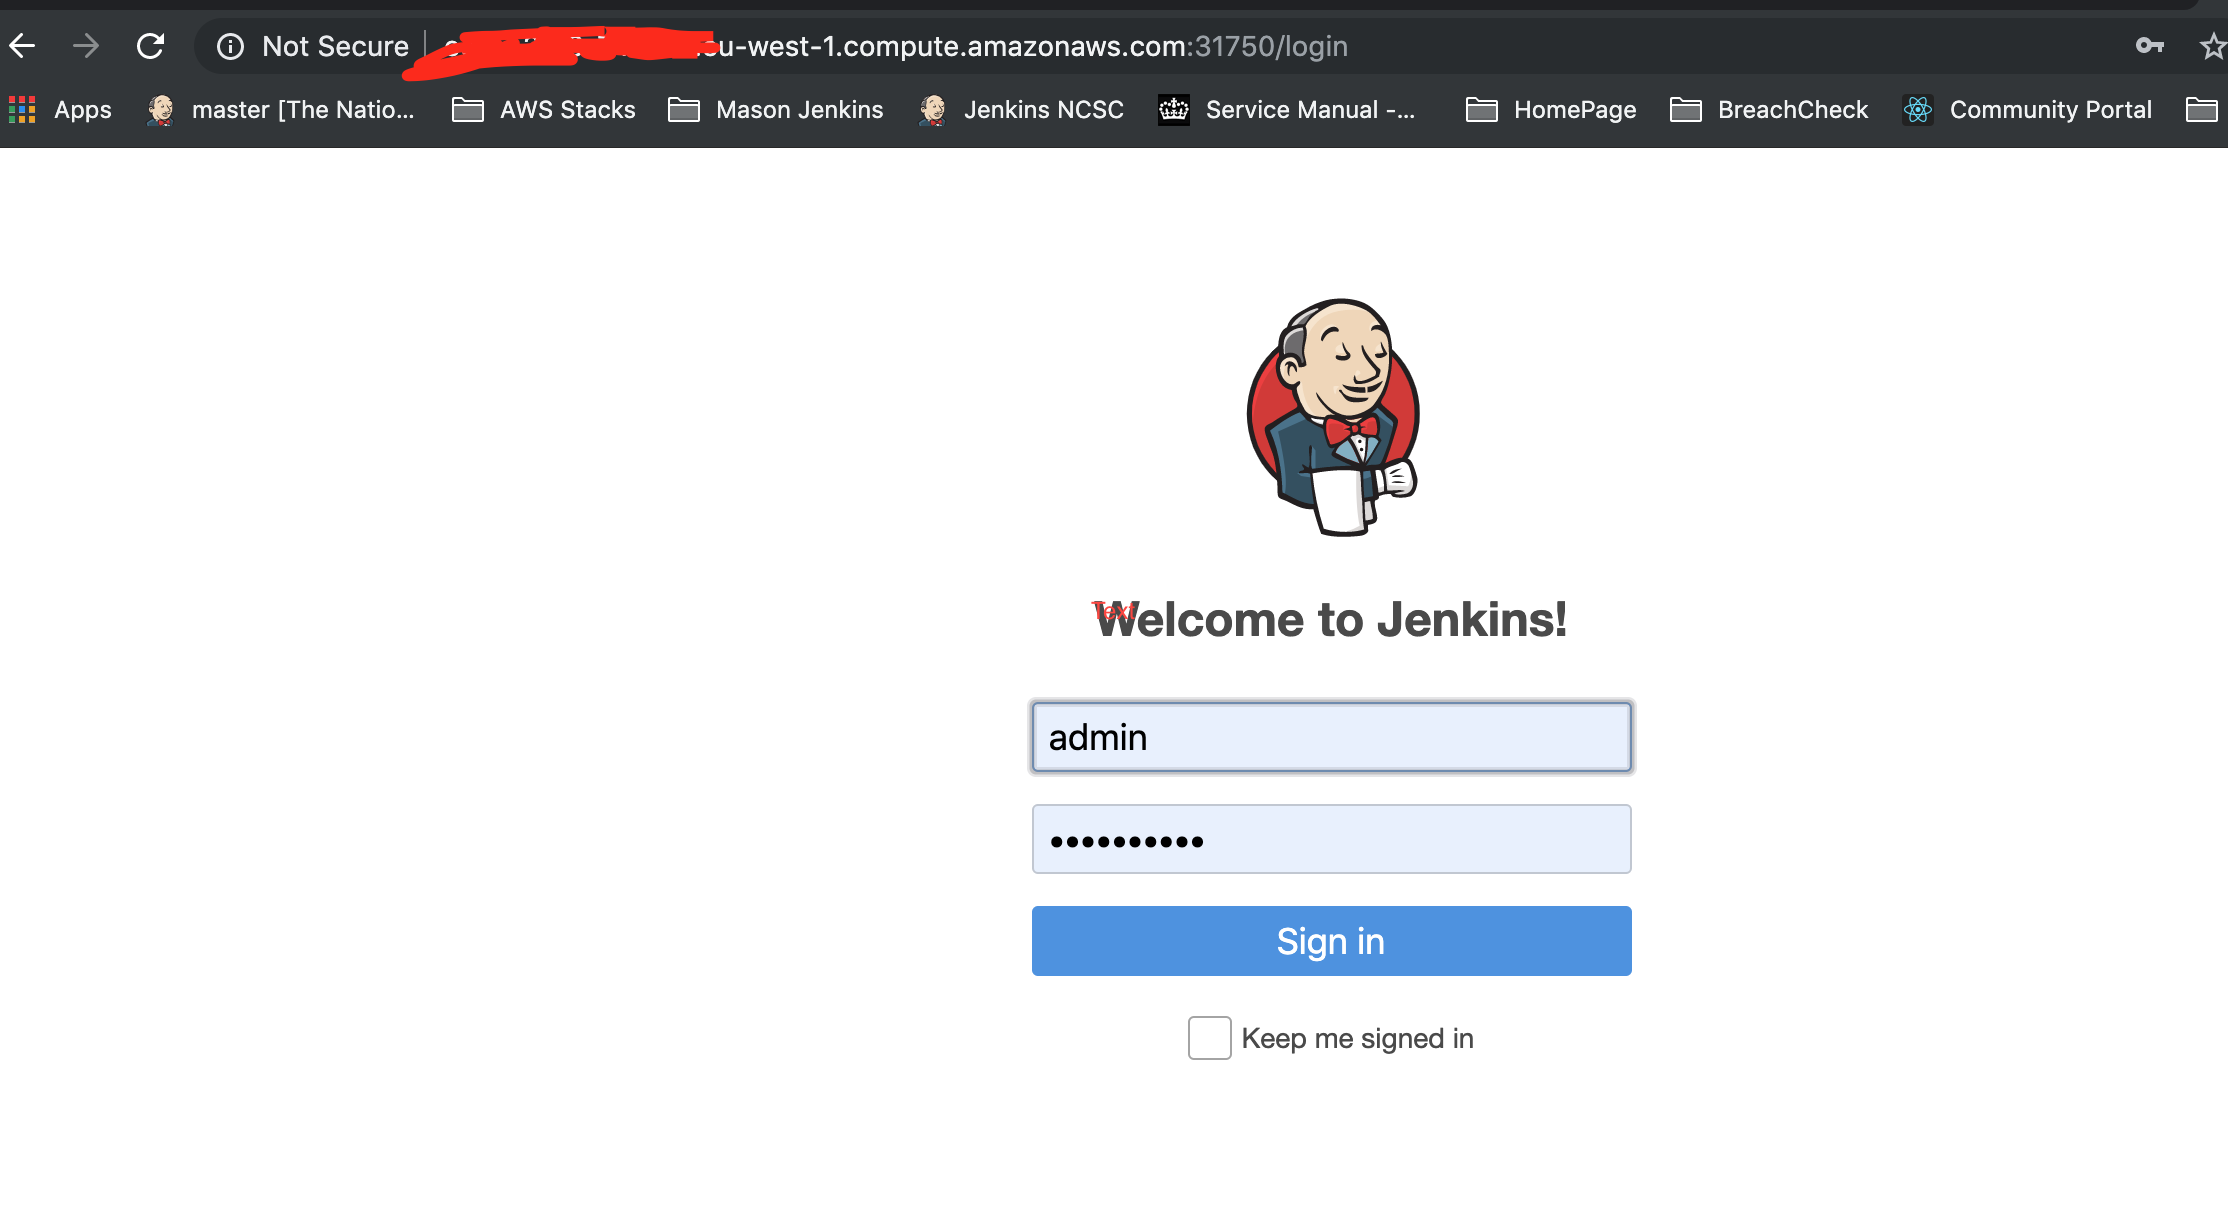 Not Secure
eu-west-1.compute.amazonaws.com:31750/login
Apps
master [The Natio...
AWS Stacks
Mason Jenkins
Jenkins NCSC
Service Manual -...
HomePage
BreachCheck
Community Portal
Text
Welcome to Jenkins!
admin
••••••••••
Sign in
Keep me signed in